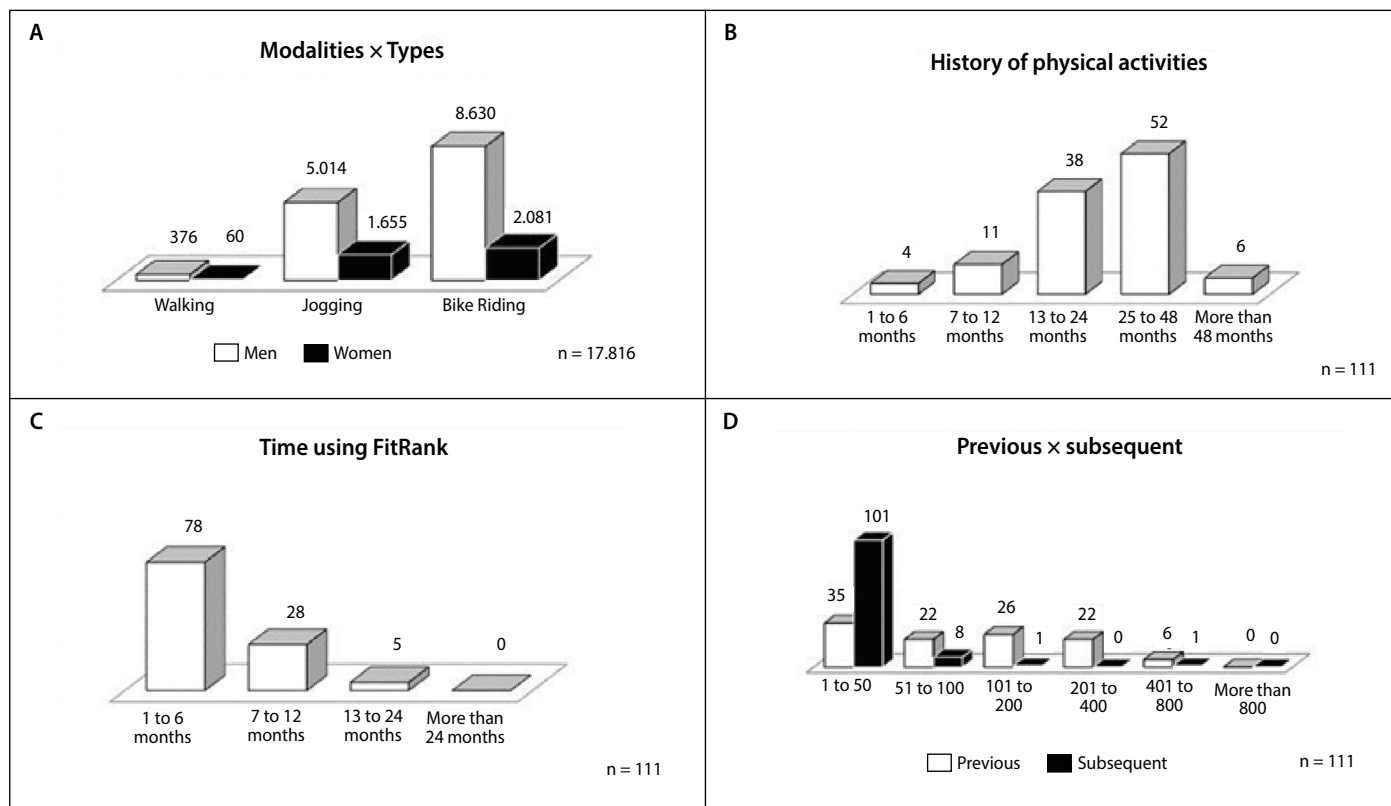 A
Modalities × Types
8.630
5.014
1.655
2.081
376
60
Walking
Jogging
Bike Riding
Men
Women
n = 17.816
B
History of physical activities
52
38
11
4
6
1 to 6
months
7 to 12
months
13 to 24
months
25 to 48
months
More than
48 months
n = 111
C
Time using FitRank
78
28
5
0
1 to 6
months
7 to 12
months
13 to 24
months
More than
24 months
n = 111
D
Previous × subsequent
101
35
22
8
26
1
22
0
6
1
0
0
1 to 50
51 to 100
101 to
200
201 to
400
401 to
800
More than
800
Previous
Subsequent
n = 111